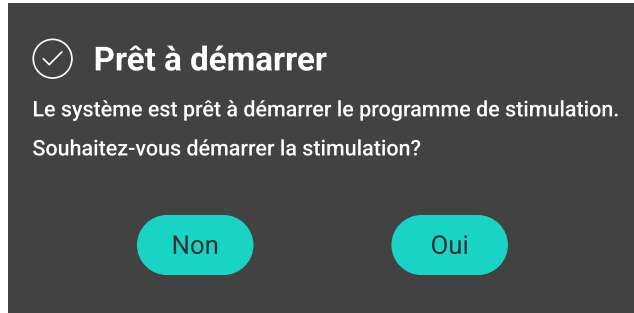 Prêt à démarrer
Le système est prêt à démarrer le programme de stimulation.
Souhaitez-vous démarrer la stimulation?
Non
Oui